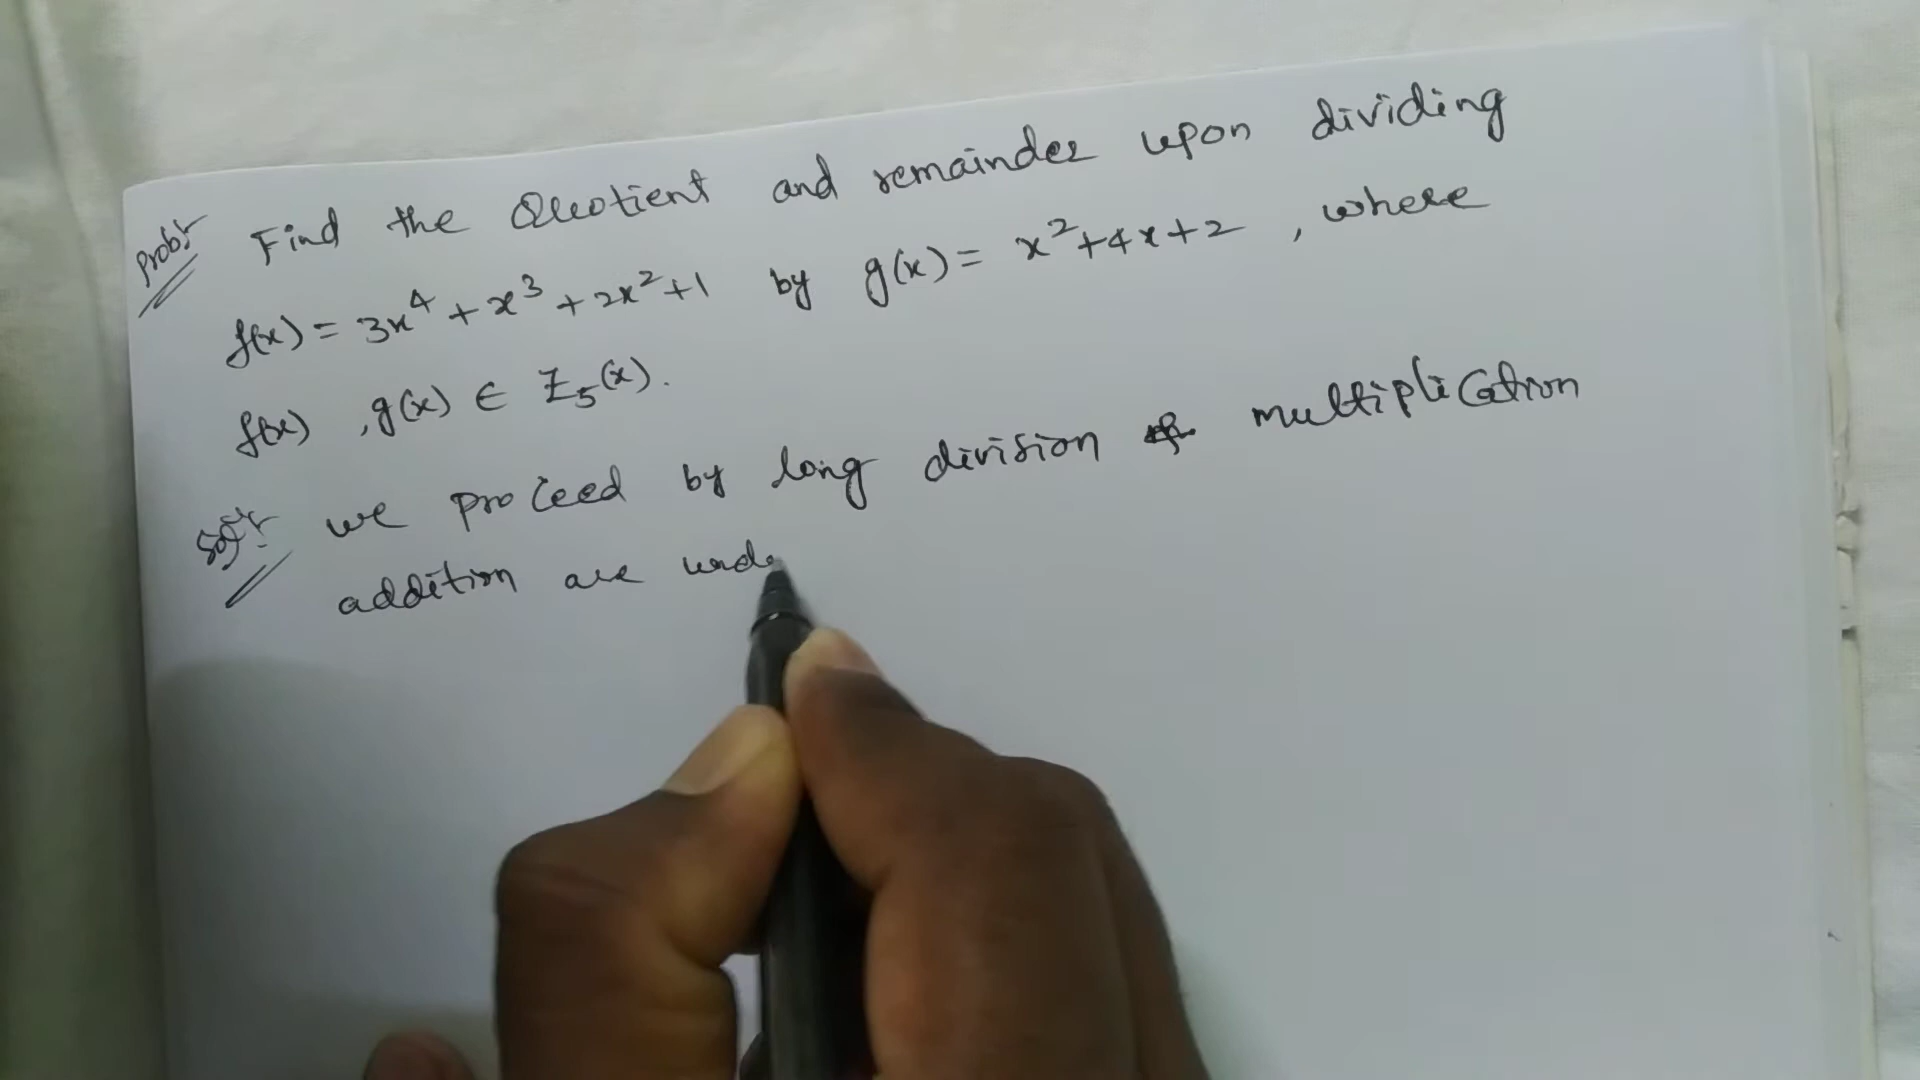 Prob:- Find the Quotient and remainder upon dividing
f(x) = 3x⁴ + x³ + 2x² + 1 by g(x) = x² + 4x + 2 , where
f(x) , g(x) ∈ Z₅(x).
Sol:- we proceed by long division multiplication
addition are unde